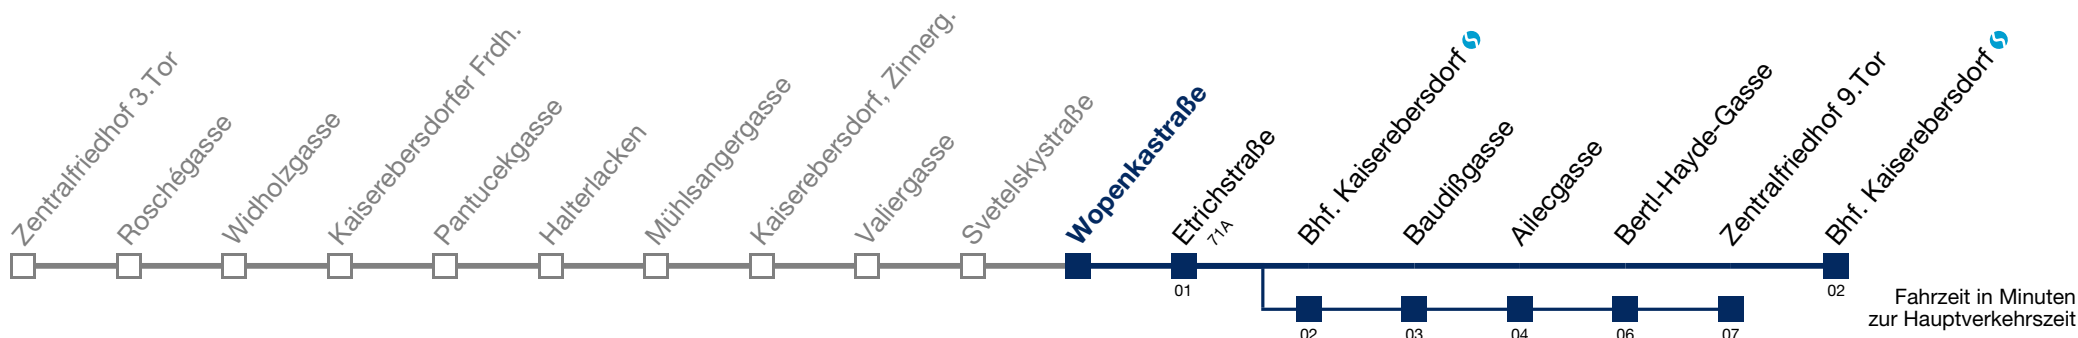 Zentralfriedhof 3.Tor
Roschégasse
Widholzgasse
Kaiserebersdorfer Frdh.
Pantucekgasse
Halterlacken
Mühlsangergasse
Kaiserebersdorf, Zinnerg.
Valiergasse
Svetelskystraße
Wopenkastraße
Etrichstraße
71A
Bhf. Kaiserebersdorf
Baudißgasse
Ailecgasse
Bertl-Hayde-Gasse
Zentralfriedhof 9.Tor
Bhf. Kaiserebersdorf
01
02
02
03
04
06
07
Fahrzeit in Minuten
zur Hauptverkehrszeit